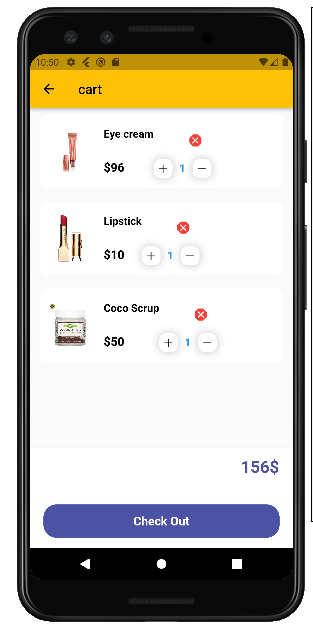 10:50
cart
Eye cream
$96
1
Lipstick
$10
1
Coco Scrup
$50
1
156$
Check Out